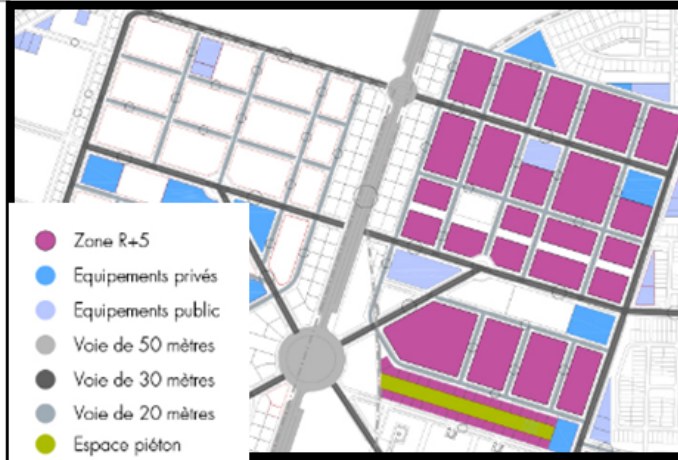 Zone R+5
Equipements privés
Equipements public
Voie de 50 mètres
Voie de 30 mètres
Voie de 20 mètres
Espace piéton